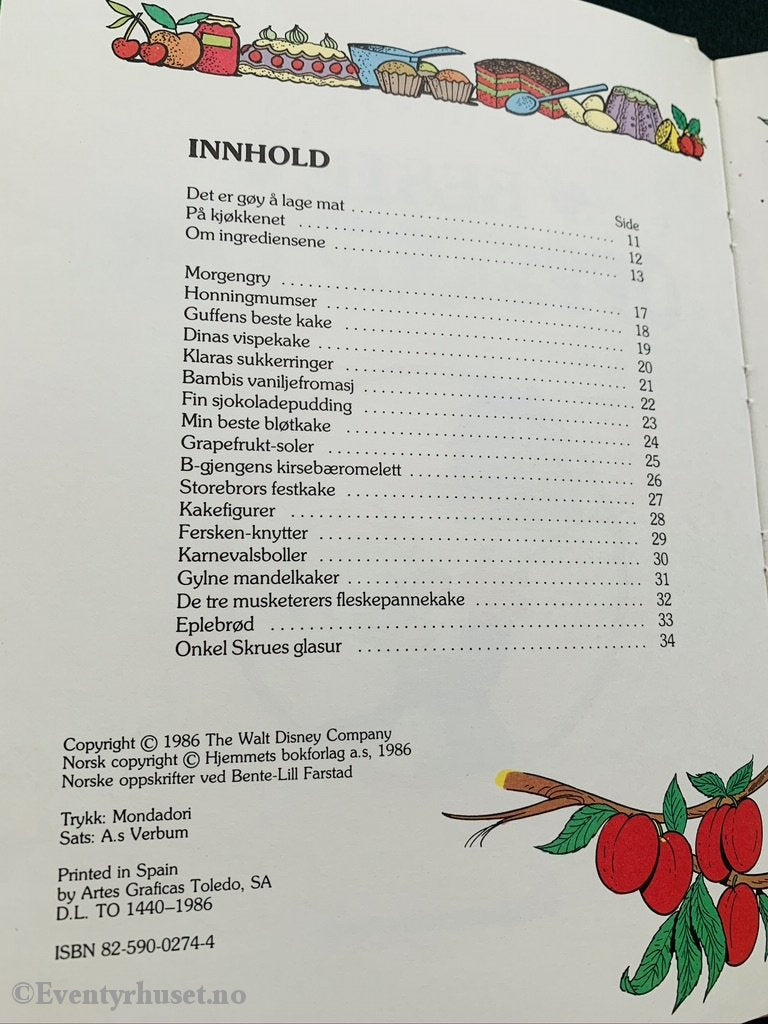 INNHOLD
Side
Det er gøy å lage mat 11
På kjøkkenet 12
Om ingrediensene 13
Morgengry 17
Honningmumser 18
Guffens beste kake 19
Dinas vispekake 20
Klaras sukkerringer 21
Bambis vaniljefromasj 22
Fin sjokoladepudding 23
Min beste bløtkake 24
Grapefrukt-soler 25
B-gjengens kirsebæromelett 26
Storebrors festkake 27
Kakefigurer 28
Fersken-knytter 29
Karnevalsboller 30
Gylne mandelkaker 31
De tre musketerers fleskepannekake 32
Eplebrød 33
Onkel Skrues glasur 34
Copyright © 1986 The Walt Disney Company
Norsk copyright © Hjemmets bokforlag a.s, 1986
Norske oppskrifter ved Bente-Lill Farstad
Trykk: Mondadori
Sats: A.s Verbum
Printed in Spain
by Artes Graficas Toledo, SA
D.L. TO 1440–1986
ISBN 82-590-0274-4
©Eventyrhuset.no